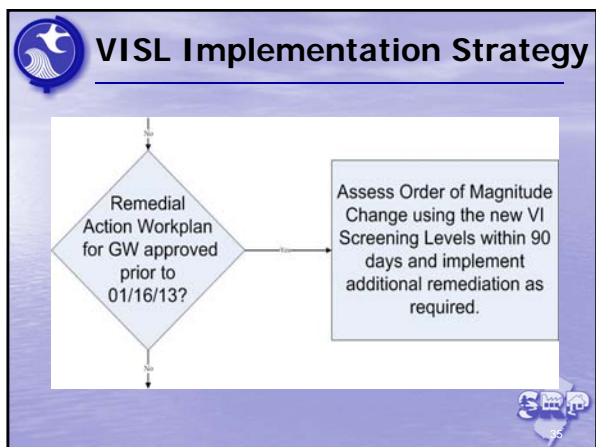 VISL Implementation Strategy
No
Remedial
Action Workplan
for GW approved
prior to
01/16/13?
Yes
Assess Order of Magnitude
Change using the new VI
Screening Levels within 90
days and implement
additional remediation as
required.
No
SRP
35